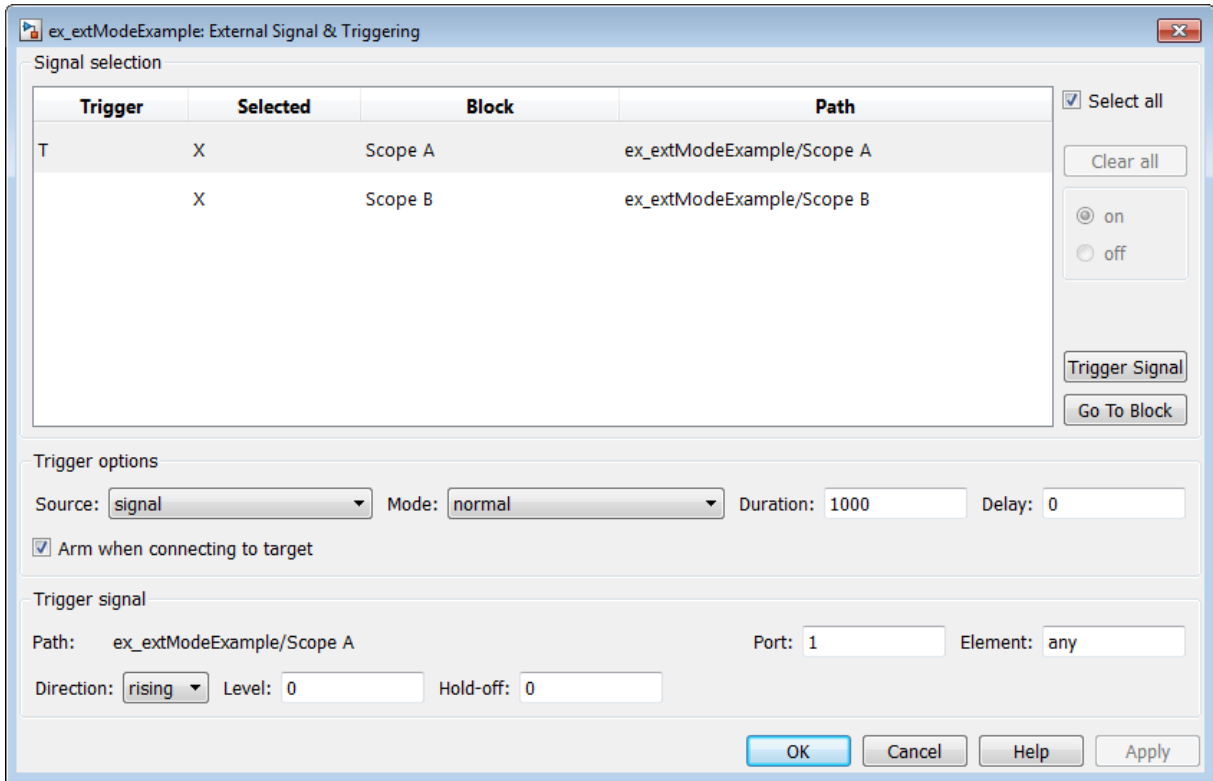 ex_extModeExample: External Signal & Triggering
Signal selection
Trigger Selected Block Path
Select all
T X Scope A ex_extModeExample/Scope A
Clear all
X Scope B ex_extModeExample/Scope B
on
off
Trigger Signal
Go To Block
Trigger options
Source: signal Mode: normal Duration: 1000 Delay: 0
Arm when connecting to target
Trigger signal
Path: ex_extModeExample/Scope A Port: 1 Element: any
Direction: rising Level: 0 Hold-off: 0
OK Cancel Help Apply